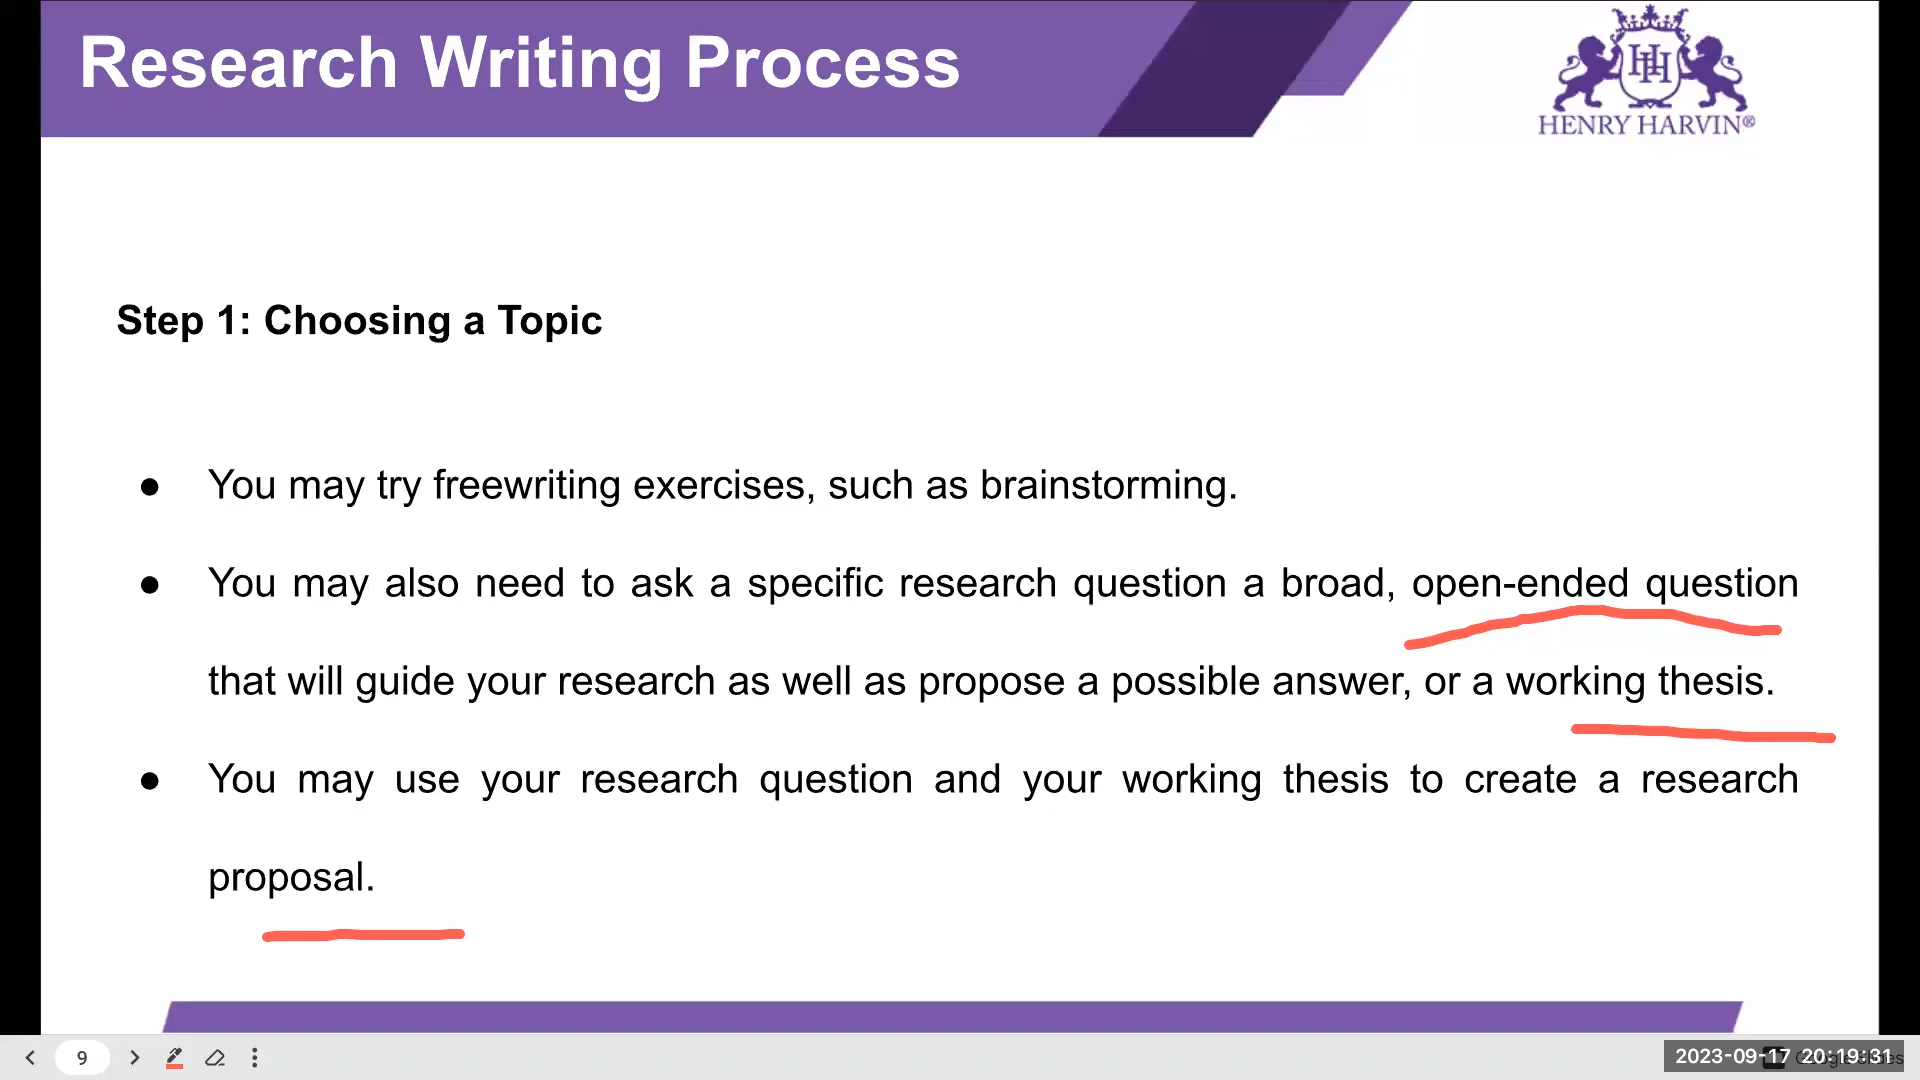 Research Writing Process
HENRY HARVIN®
Step 1: Choosing a Topic
● You may try freewriting exercises, such as brainstorming.
● You may also need to ask a specific research question a broad, open-ended question
that will guide your research as well as propose a possible answer, or a working thesis.
● You may use your research question and your working thesis to create a research
proposal.
9
2023-09-17 20:19:31